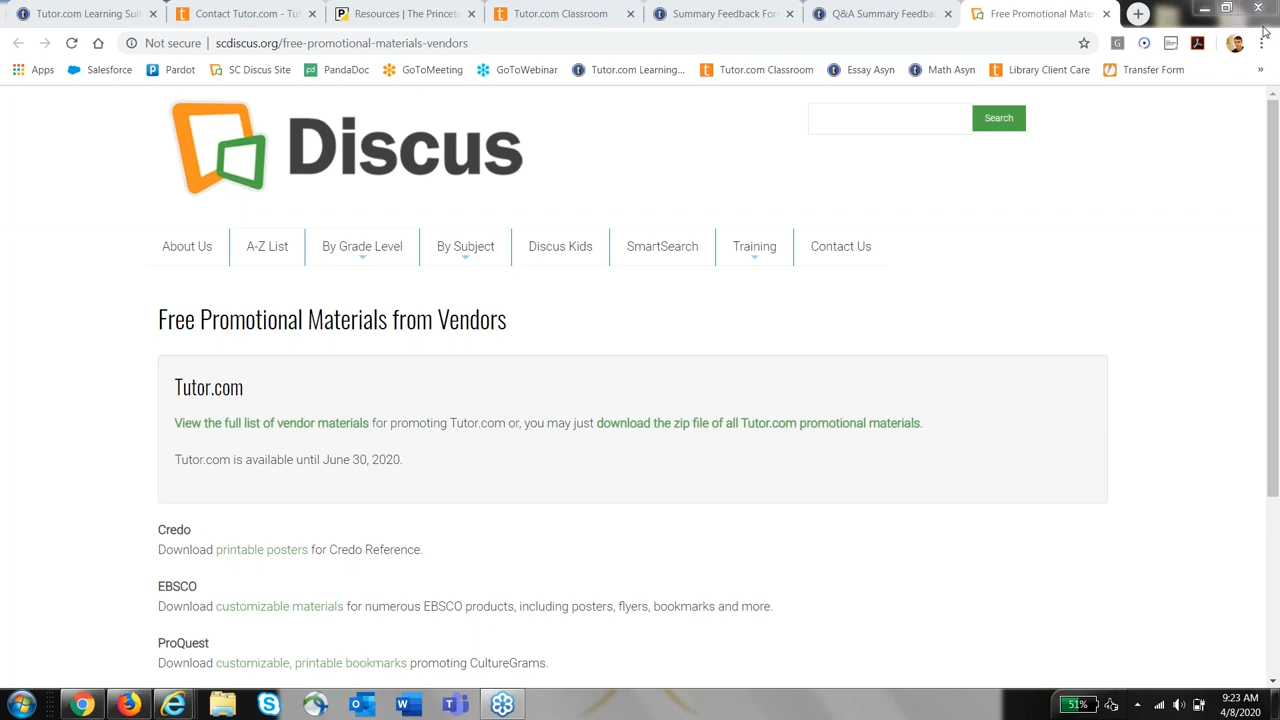 Tutor.com Learning Suit
Contact Tutor.com - Tut
Resources | The Princet
Tutor.com Classroom
Summary Feedback For
Q&A Summary Feedba
Free Promotional Mater
Not secure | scdiscus.org/free-promotional-materials-vendors
Apps
Salesforce
Pardot
SC Discus Site
PandaDoc
GoToMeeting
GoToWebinar
Tutor.com Learning...
Tutor.com Classroom
Essay Asyn
Math Asyn
Library Client Care
Transfer Form
»
Discus
Search
About Us
A-Z List
By Grade Level
By Subject
Discus Kids
SmartSearch
Training
Contact Us
Free Promotional Materials from Vendors
Tutor.com
View the full list of vendor materials for promoting Tutor.com or, you may just download the zip file of all Tutor.com promotional materials.
Tutor.com is available until June 30, 2020.
Credo
Download printable posters for Credo Reference.
EBSCO
Download customizable materials for numerous EBSCO products, including posters, flyers, bookmarks and more.
ProQuest
Download customizable, printable bookmarks promoting CultureGrams.
51%
9:23 AM
4/8/2020